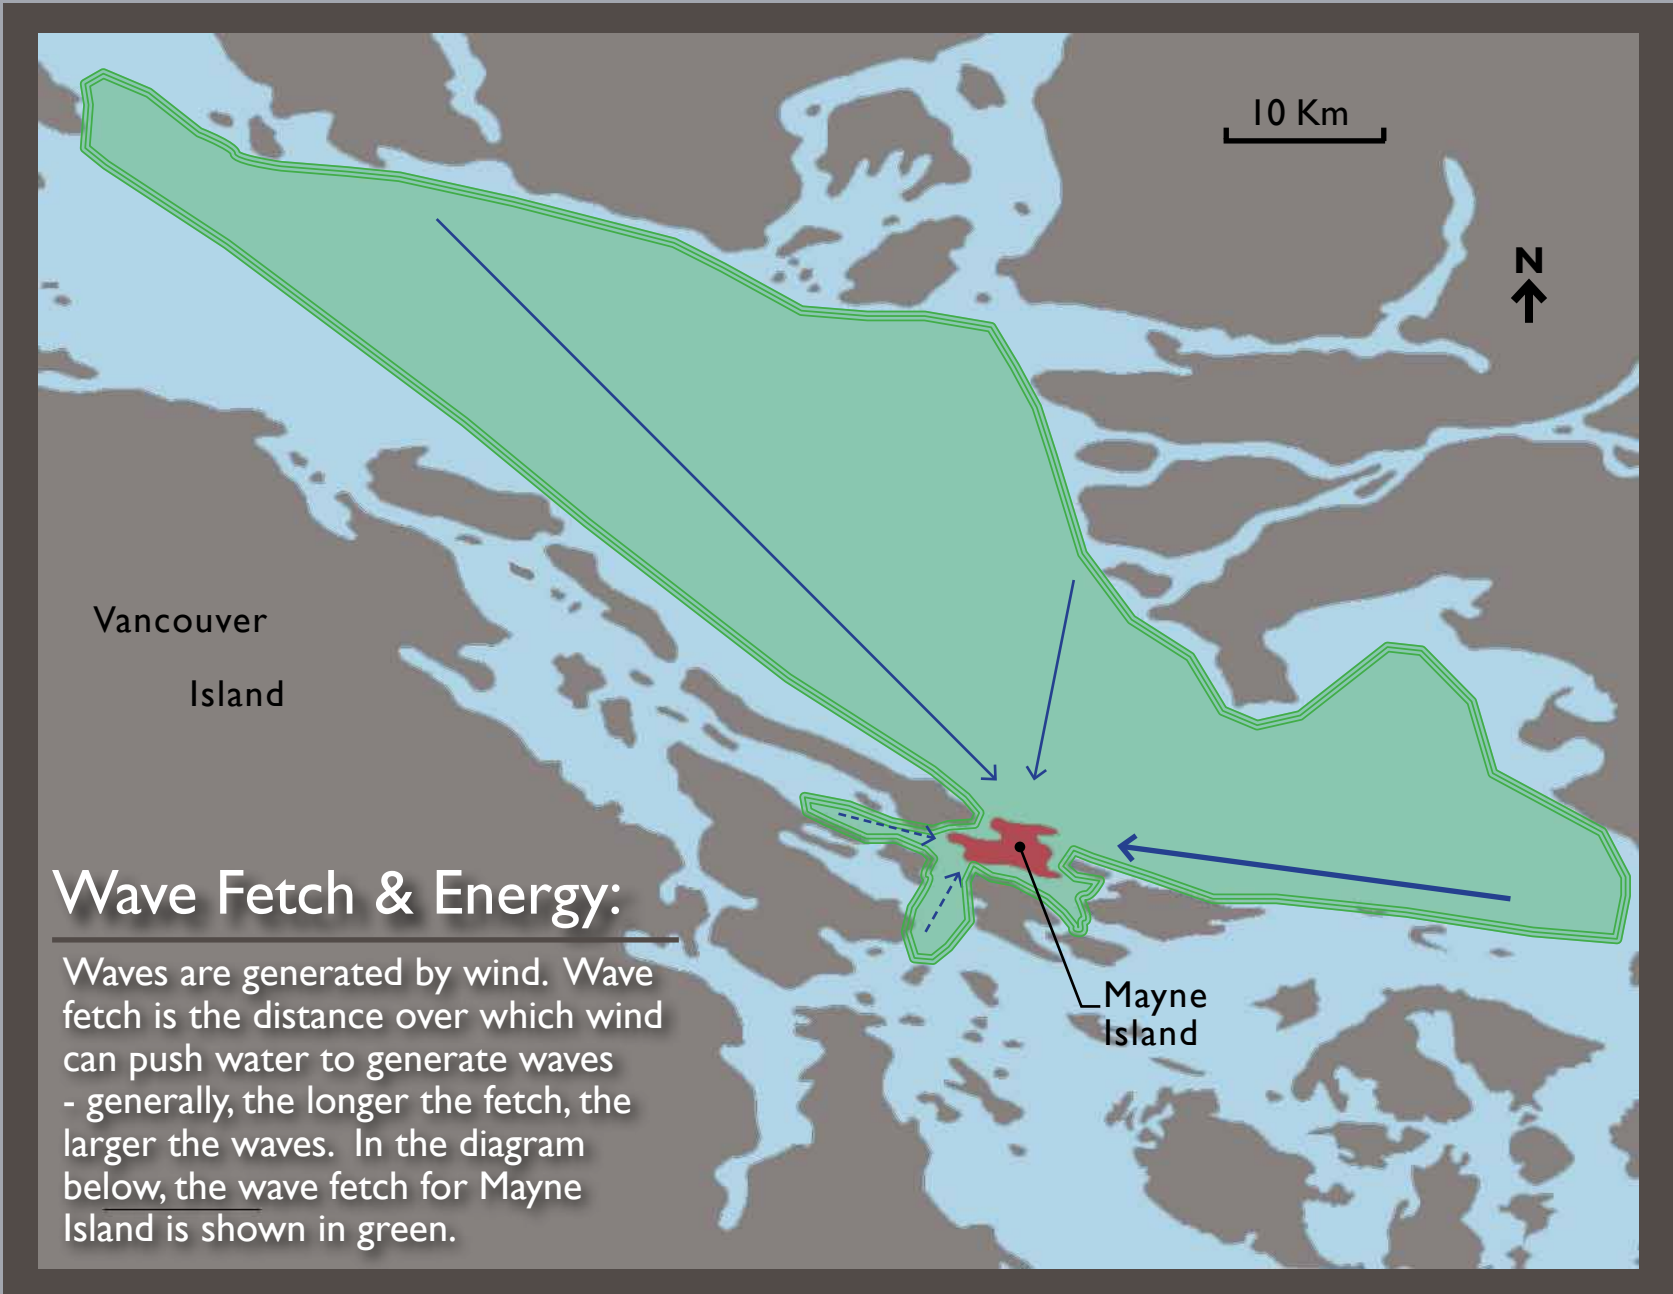 10 Km
N
Vancouver
Island
Wave Fetch & Energy:
Waves are generated by wind.  Wave
fetch is the distance over which wind
can push water to generate waves
- generally, the longer the fetch, the
larger the waves.  In the diagram
below, the wave fetch for Mayne
Island is shown in green.
Mayne
Island